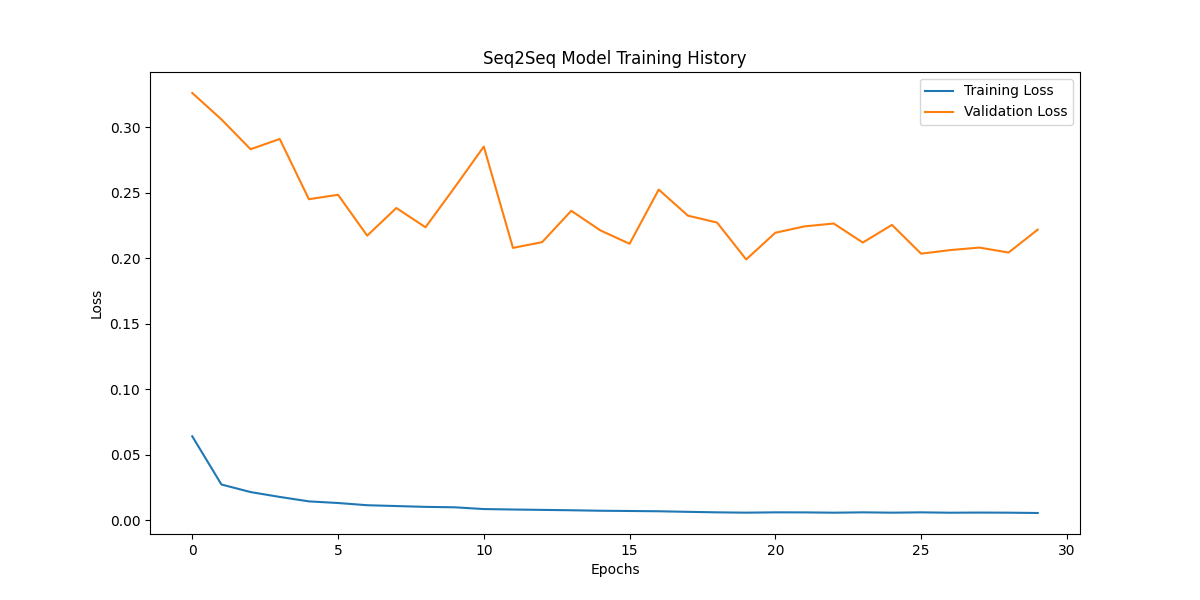 Seq2Seq Model Training History
Training Loss
Validation Loss
0.30
0.25
0.20
0.15
0.10
0.05
0.00
Loss
0 5 10 15 20 25 30
Epochs